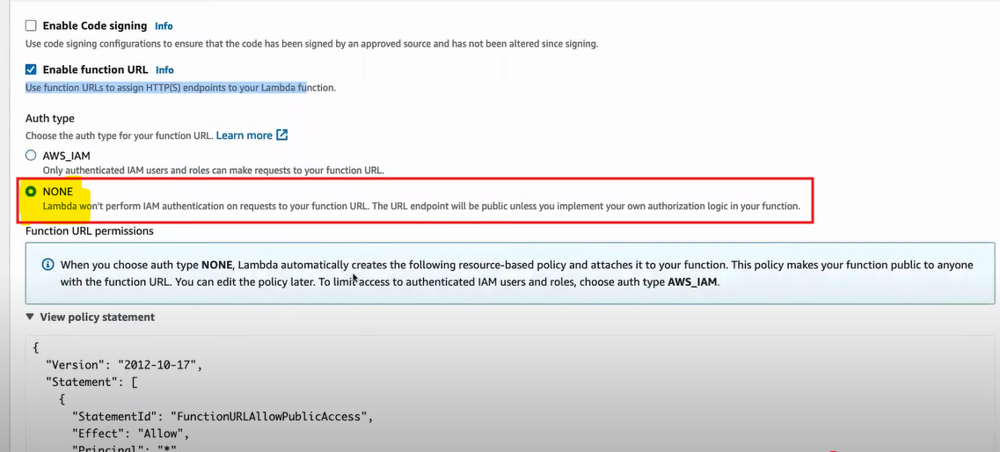 Enable Code signing Info
Use code signing configurations to ensure that the code has been signed by an approved source and has not been altered since signing.
Enable function URL Info
Use function URLs to assign HTTP(S) endpoints to your Lambda function.
Auth type
Choose the auth type for your function URL. Learn more
AWS_IAM
Only authenticated IAM users and roles can make requests to your function URL.
NONE
Lambda won't perform IAM authentication on requests to your function URL. The URL endpoint will be public unless you implement your own authorization logic in your function.
Function URL permissions
When you choose auth type NONE, Lambda automatically creates the following resource-based policy and attaches it to your function. This policy makes your function public to anyone
with the function URL. You can edit the policy later. To limit access to authenticated IAM users and roles, choose auth type AWS_IAM.
View policy statement
{
"Version": "2012-10-17",
"Statement": [
{
"StatementId": "FunctionURLAllowPublicAccess",
"Effect": "Allow",
"Principal": "*"